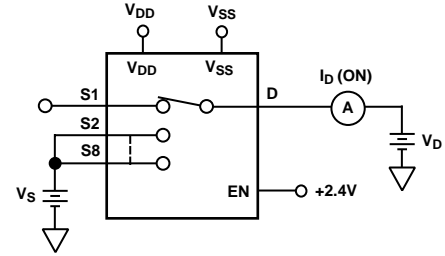 VDD VSS
VDD VSS
S1 D ID (ON)
S2 A
S8 VD
VS EN +2.4V